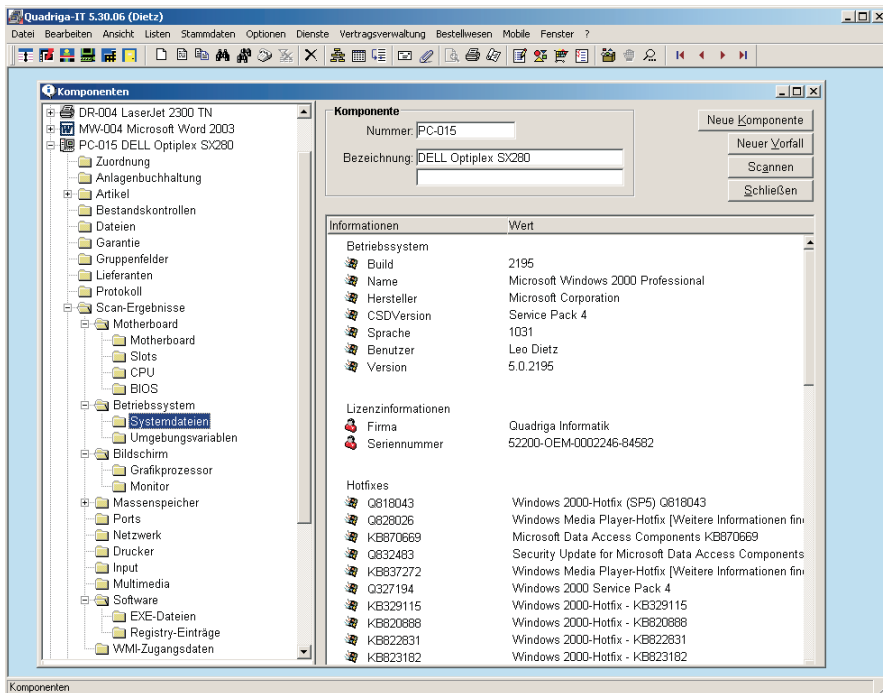 Quadriga-IT 5.30.06 (Dietz)
Datei Bearbeiten Ansicht Listen Stammdaten Optionen Dienste Vertragsverwaltung Bestellwesen Mobile Fenster ?
Komponenten
DR-004 LaserJet 2300 TN
MW-004 Microsoft Word 2003
PC-015 DELL Optiplex SX280
Zuordnung
Anlagenbuchhaltung
Artikel
Bestandskontrollen
Dateien
Garantie
Gruppenfelder
Lieferanten
Protokoll
Scan-Ergebnisse
Motherboard
Motherboard
Slots
CPU
BIOS
Betriebssystem
Systemdateien
Umgebungsvariablen
Bildschirm
Grafikprozessor
Monitor
Massenspeicher
Ports
Netzwerk
Drucker
Input
Multimedia
Software
EXE-Dateien
Registry-Einträge
WMI-Zugangsdaten
Komponente
Nummer: PC-015
Bezeichnung: DELL Optiplex SX280
Neue Komponente
Neuer Vorfall
Scannen
Schließen
Informationen Wert
Betriebssystem
Build 2195
Name Microsoft Windows 2000 Professional
Hersteller Microsoft Corporation
CSDVersion Service Pack 4
Sprache 1031
Benutzer Leo Dietz
Version 5.0.2195
Lizenzinformationen
Firma Quadriga Informatik
Seriennummer 52200-OEM-0002246-84582
Hotfixes
Q818043 Windows 2000-Hotfix (SP5) Q818043
Q828026 Windows Media Player-Hotfix [Weitere Informationen fin
KB870669 Microsoft Data Access Components KB870669
Q832483 Security Update for Microsoft Data Access Components
KB837272 Windows Media Player-Hotfix [Weitere Informationen fin
Q327194 Windows 2000 Service Pack 4
KB329115 Windows 2000-Hotfix - KB329115
KB820888 Windows 2000-Hotfix - KB820888
KB822831 Windows 2000-Hotfix - KB822831
KB823182 Windows 2000-Hotfix - KB823182
Komponenten